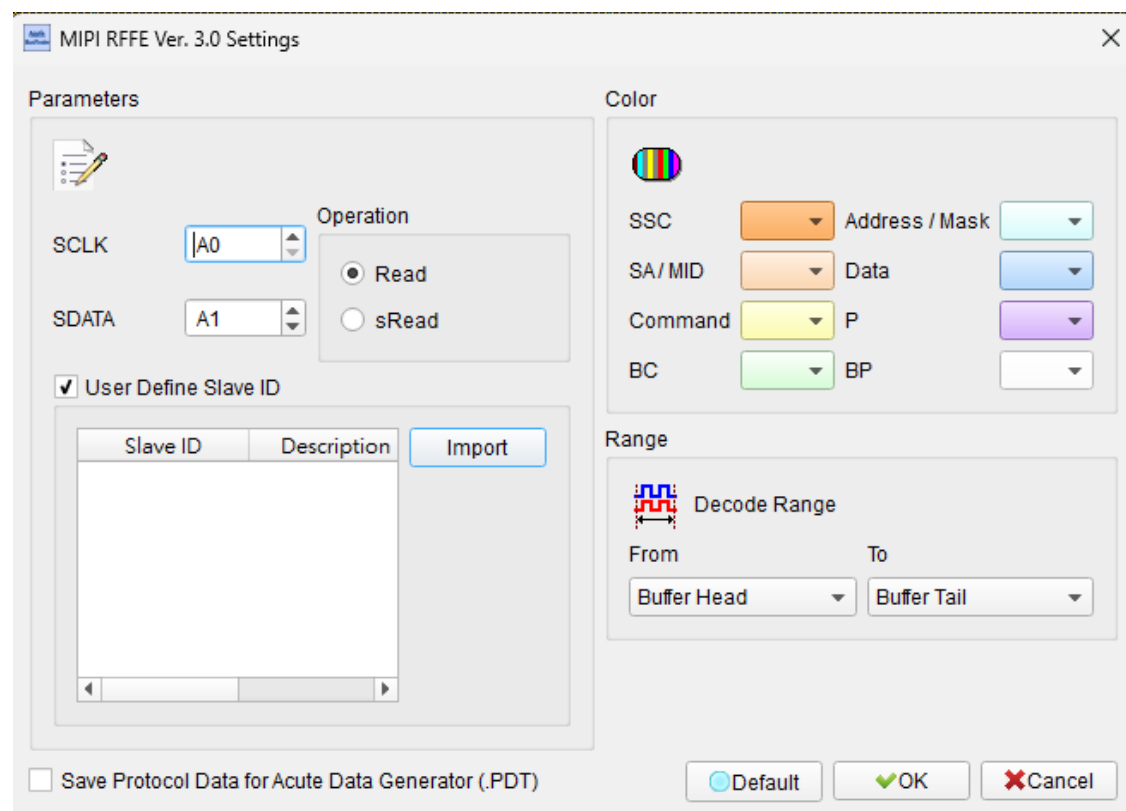 MIPI RFFE Ver. 3.0 Settings
Parameters
SCLK
A0
SDATA
A1
Operation
Read
sRead
User Define Slave ID
Slave ID Description
Import
Save Protocol Data for Acute Data Generator (.PDT)
Color
SSC Address / Mask
SA / MID Data
Command P
BC BP
Range
Decode Range
From To
Buffer Head Buffer Tail
Default OK Cancel